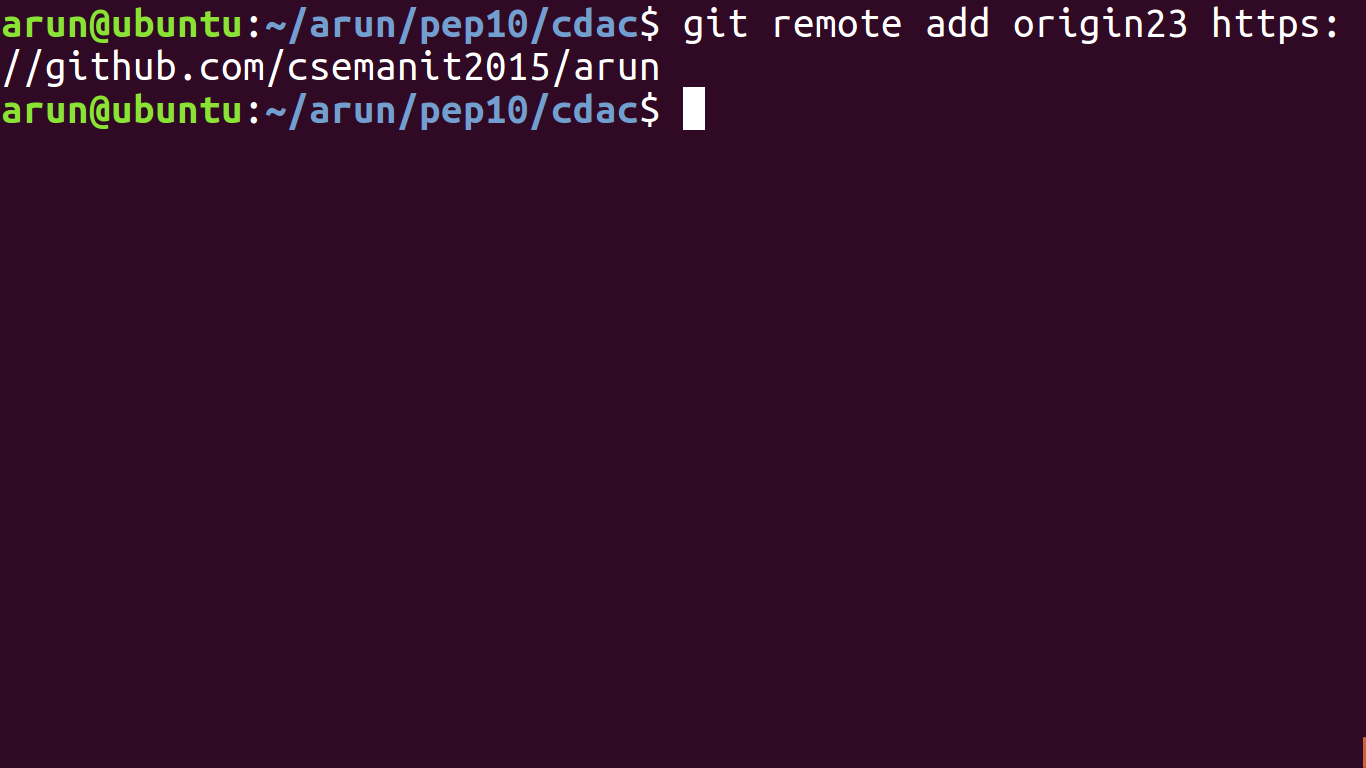 arun@ubuntu:~/arun/pep10/cdac$ git remote add origin23 https:
//github.com/csemanit2015/arun
arun@ubuntu:~/arun/pep10/cdac$